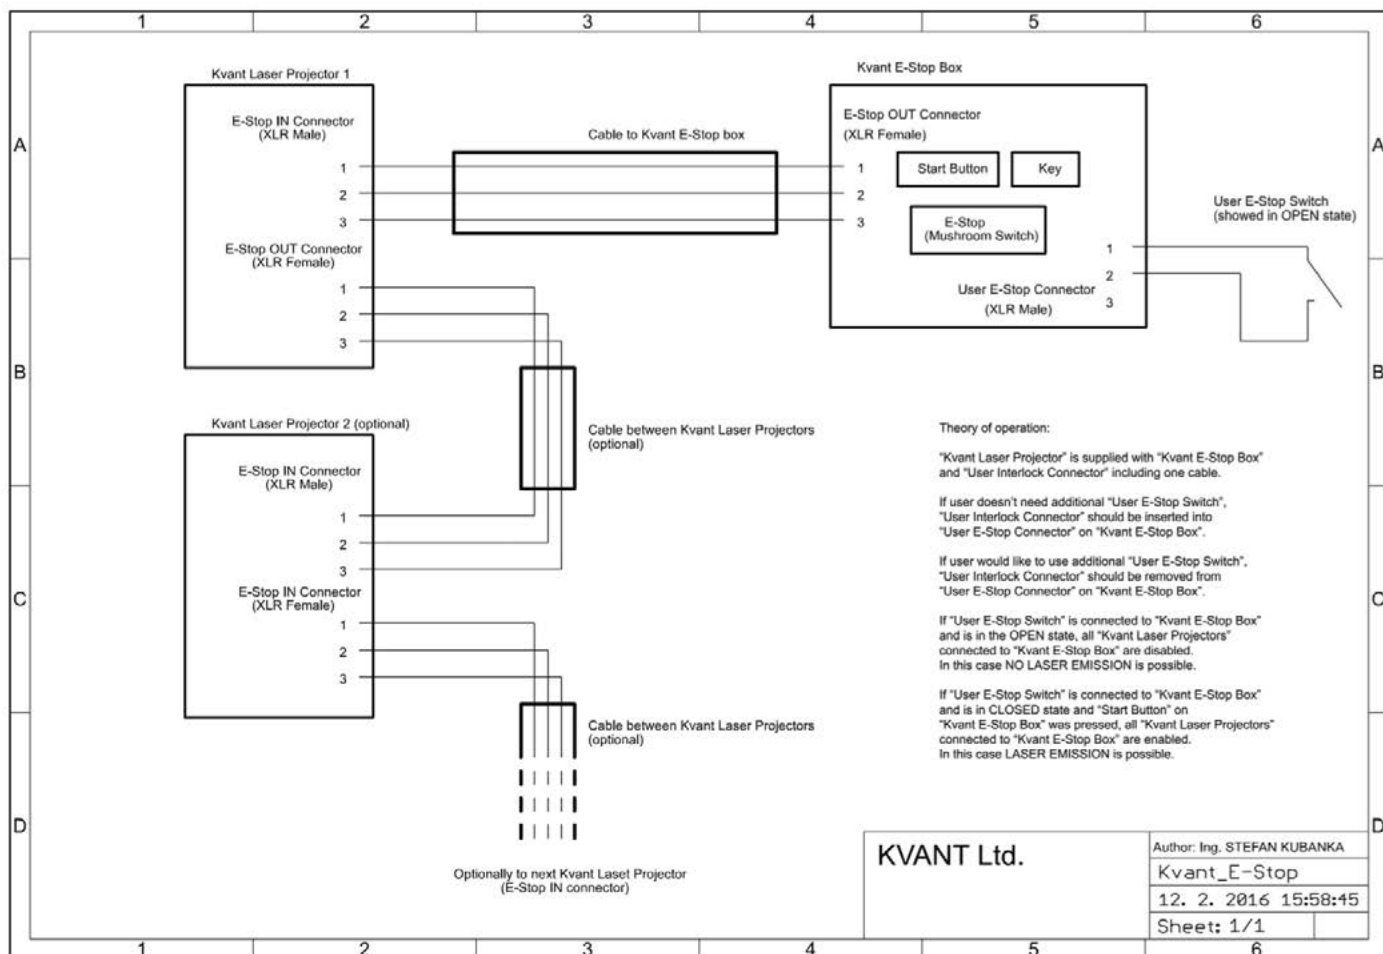 1 2 3 4 5 6
Kvant Laser Projector 1
E-Stop IN Connector
(XLR Male)
1
2
3
E-Stop OUT Connector
(XLR Female)
1
2
3
Cable to Kvant E-Stop box
Kvant E-Stop Box
E-Stop OUT Connector
(XLR Female)
1
2
3
Start Button
Key
E-Stop
(Mushroom Switch)
1
2
3
User E-Stop Connector
(XLR Male)
User E-Stop Switch
(showed in OPEN state)
A A
B B
Cable between Kvant Laser Projectors
(optional)
Kvant Laser Projector 2 (optional)
E-Stop IN Connector
(XLR Male)
1
2
3
E-Stop IN Connector
(XLR Female)
1
2
3
C C
Cable between Kvant Laser Projectors
(optional)
D D
Optionally to next Kvant Laset Projector
(E-Stop IN connector)
Theory of operation:
"Kvant Laser Projector" is supplied with "Kvant E-Stop Box"
and "User Interlock Connector" including one cable.
If user doesn't need additional "User E-Stop Switch",
"User Interlock Connector" should be inserted into
"User E-Stop Connector" on "Kvant E-Stop Box".
If user would like to use additional "User E-Stop Switch",
"User Interlock Connector" should be removed from
"User E-Stop Connector" on "Kvant E-Stop Box".
If "User E-Stop Switch" is connected to "Kvant E-Stop Box"
and is in the OPEN state, all "Kvant Laser Projectors"
connected to "Kvant E-Stop Box" are disabled.
In this case NO LASER EMISSION is possible.
If "User E-Stop Switch" is connected to "Kvant E-Stop Box"
and is in CLOSED state and "Start Button" on
"Kvant E-Stop Box" was pressed, all "Kvant Laser Projectors"
connected to "Kvant E-Stop Box" are enabled.
In this case LASER EMISSION is possible.
KVANT Ltd.
Author: Ing. STEFAN KUBANKA
Kvant_E-Stop
12. 2. 2016 15:58:45
Sheet: 1/1
1 2 3 4 5 6